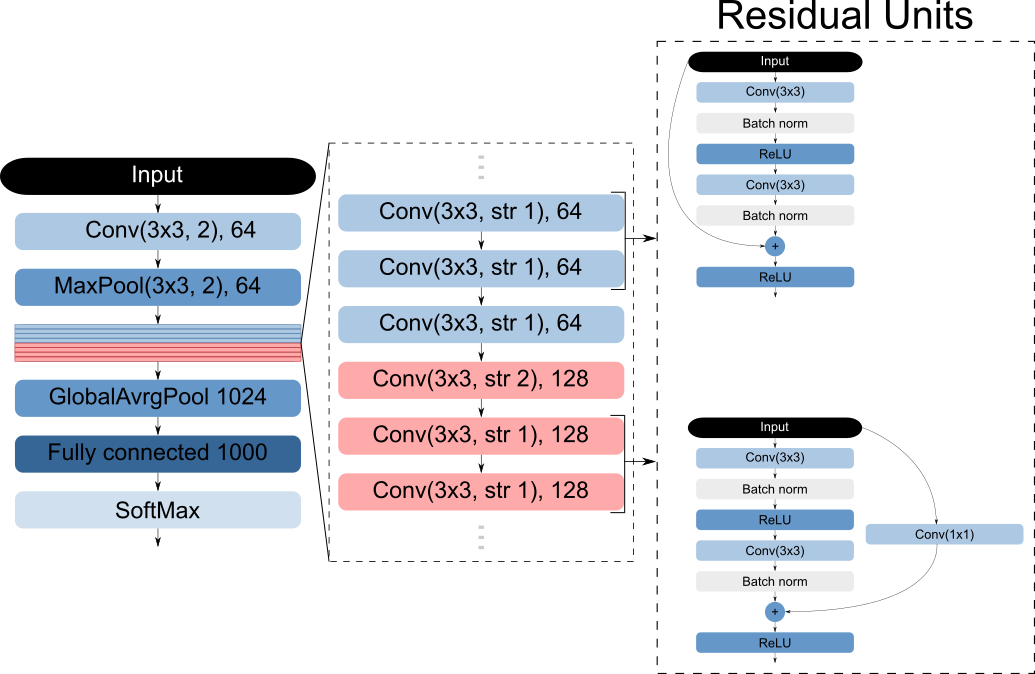 Residual Units
Input
Conv(3x3, 2), 64
MaxPool(3x3, 2), 64
GlobalAvrgPool 1024
Fully connected 1000
SoftMax
Conv(3x3, str 1), 64
Conv(3x3, str 1), 64
Conv(3x3, str 1), 64
Conv(3x3, str 2), 128
Conv(3x3, str 1), 128
Conv(3x3, str 1), 128
Input
Conv(3x3)
Batch norm
ReLU
Conv(3x3)
Batch norm
+
ReLU
Input
Conv(3x3)
Batch norm
ReLU
Conv(1x1)
Conv(3x3)
Batch norm
+
ReLU